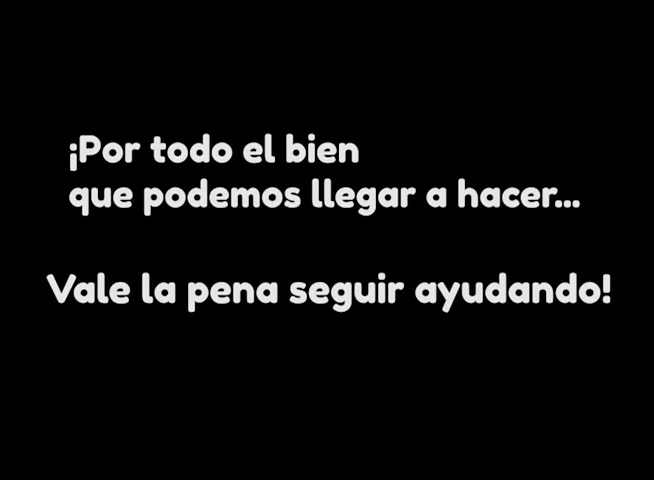 ¡Por todo el bien
que podemos llegar a hacer...
Vale la pena seguir ayudando!